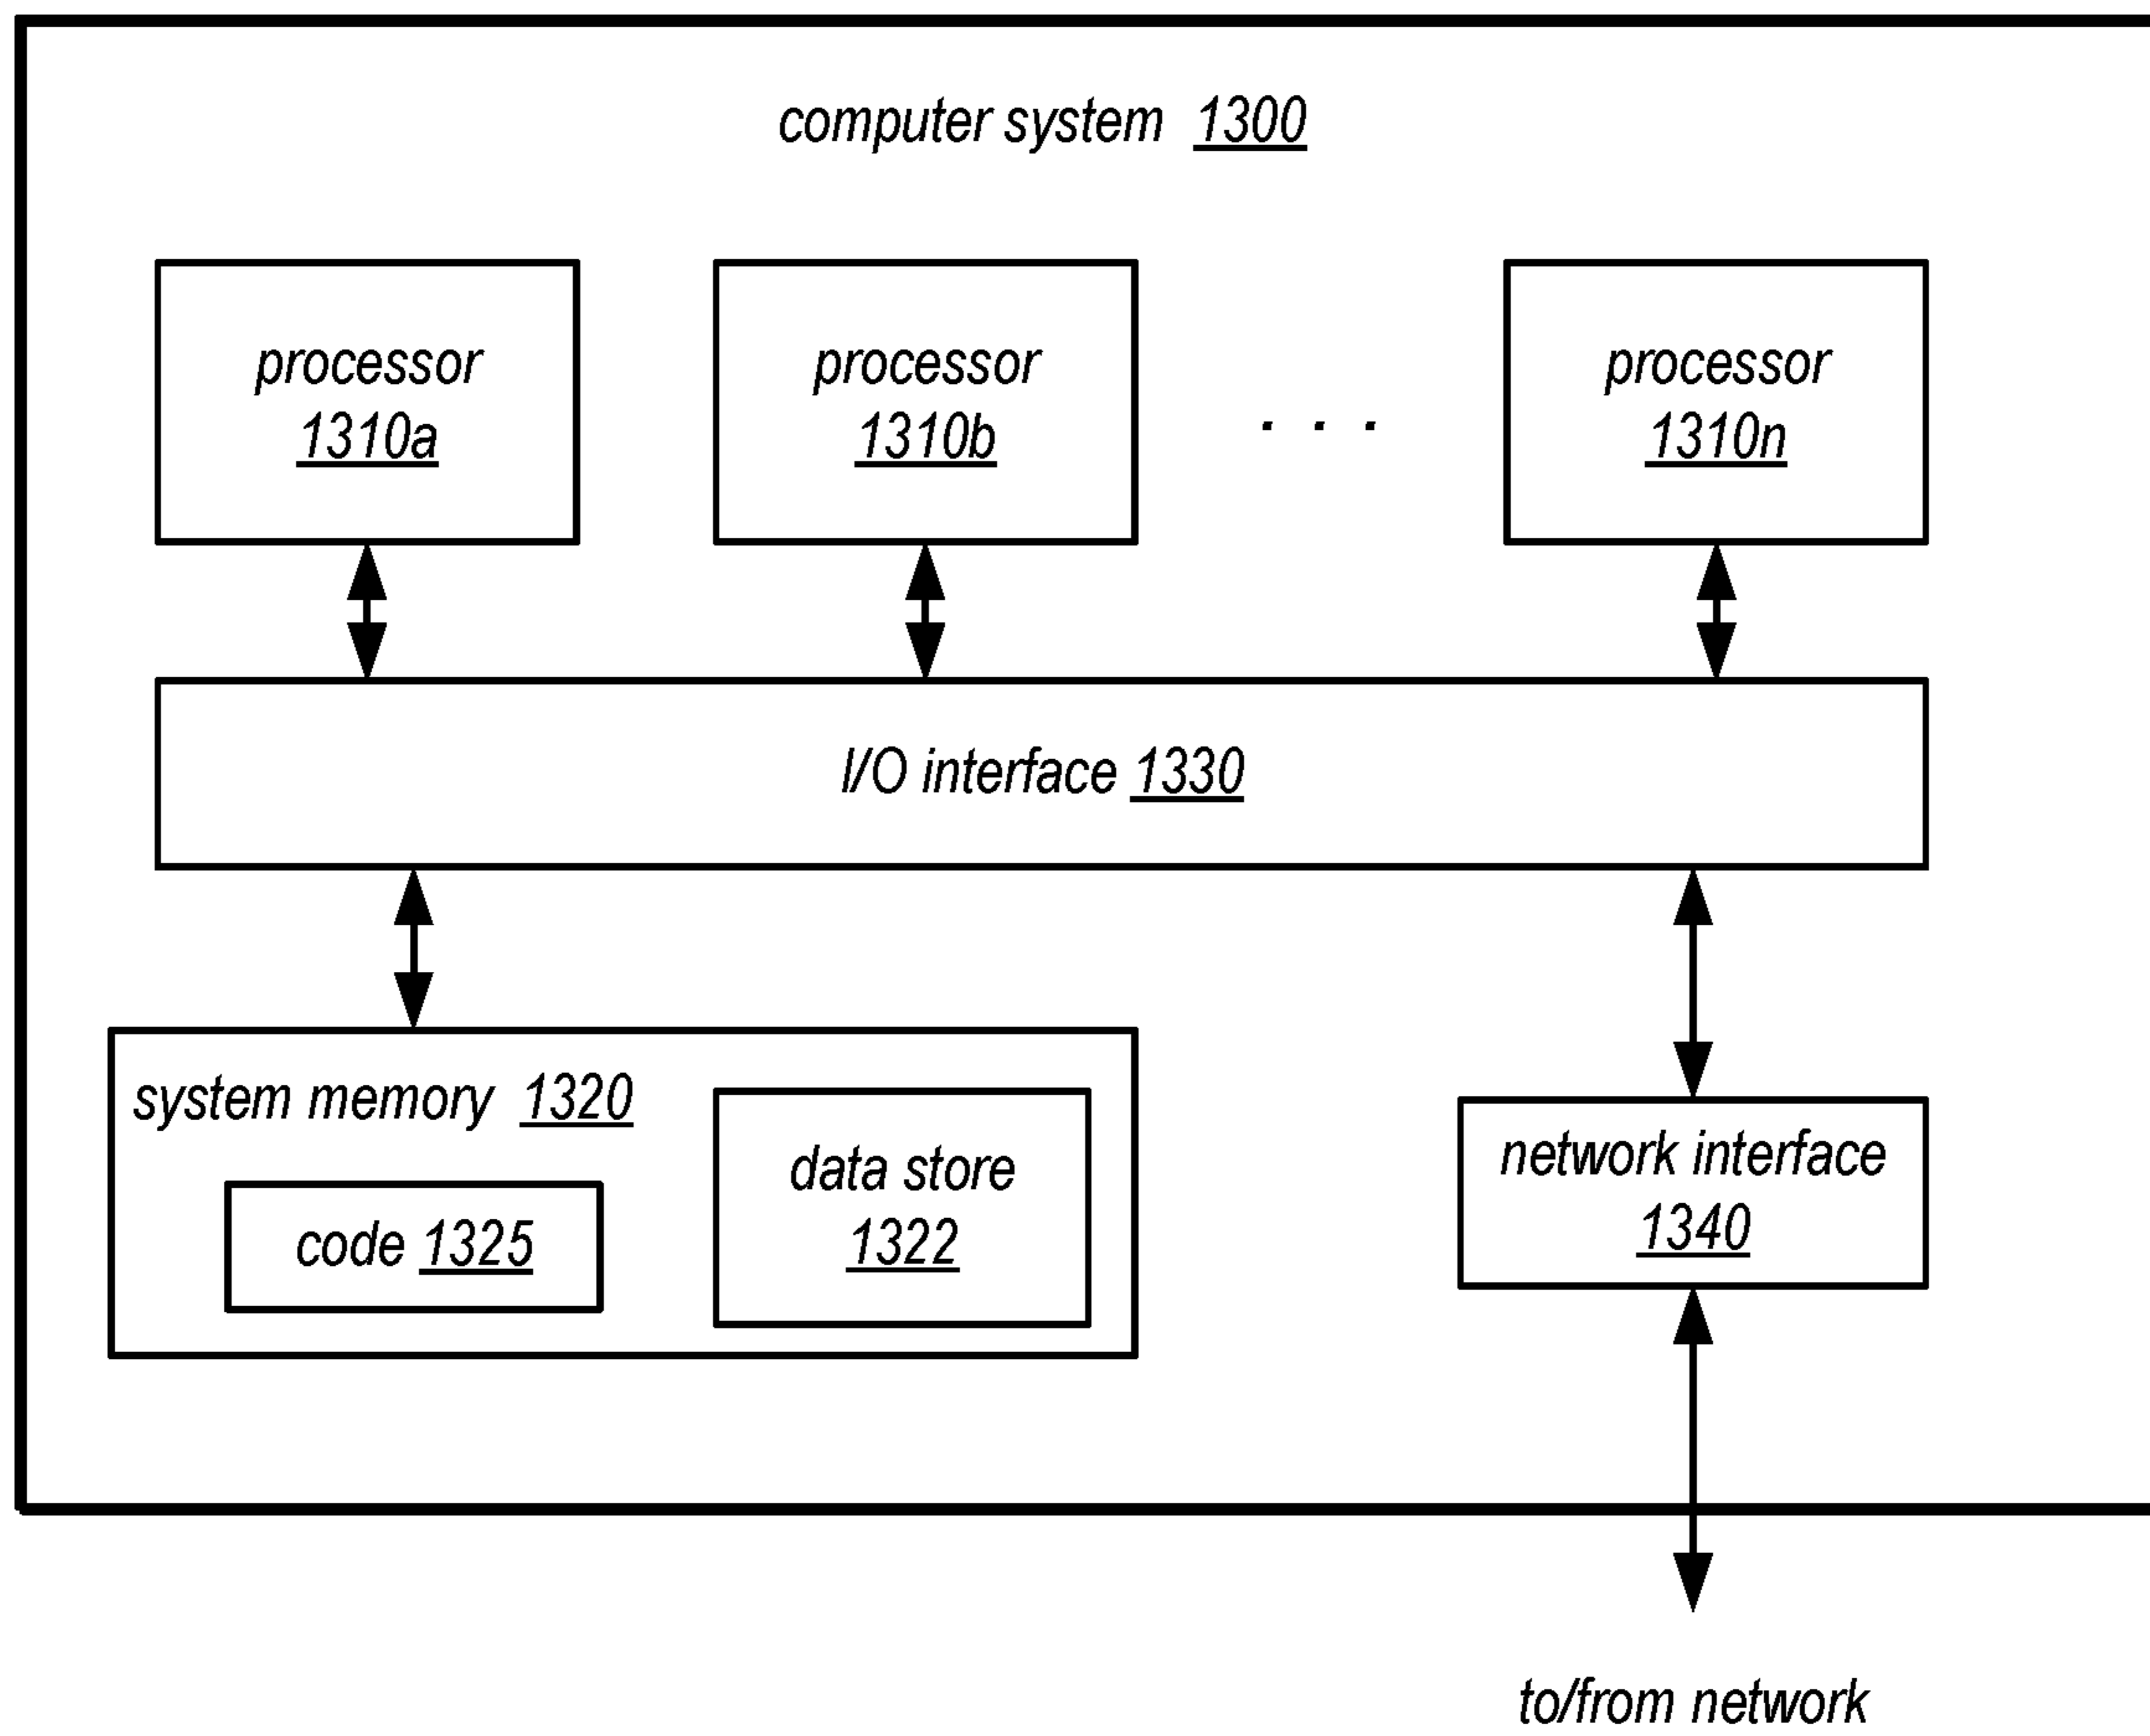 computer system 1300
processor
1310a
processor
1310b
. . .
processor
1310n
I/O interface 1330
system memory 1320
code 1325
data store
1322
network interface
1340
to/from network